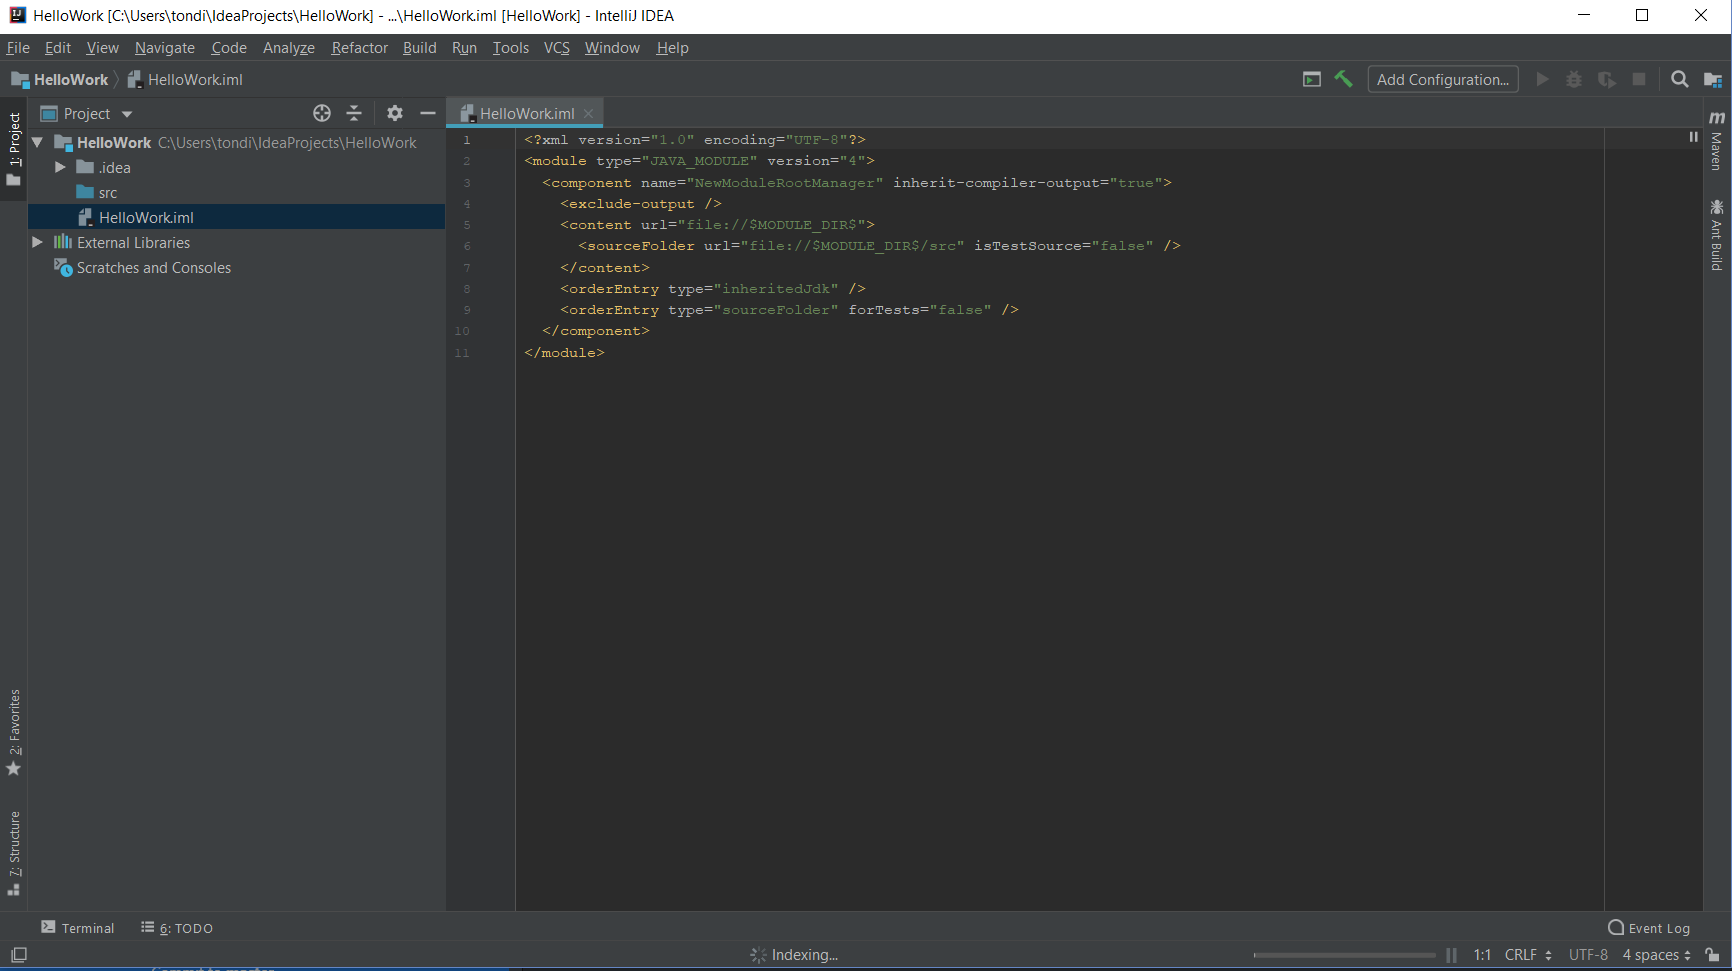 HelloWork [C:\Users\tondi\IdeaProjects\HelloWork] - ...\HelloWork.iml [HelloWork] - IntelliJ IDEA
File Edit View Navigate Code Analyze Refactor Build Run Tools VCS Window Help
HelloWork HelloWork.iml Add Configuration...
1: Project
Project
HelloWork C:\Users\tondi\IdeaProjects\HelloWork
.idea
src
HelloWork.iml
External Libraries
Scratches and Consoles
2: Favorites
7: Structure
HelloWork.iml
1 <?xml version="1.0" encoding="UTF-8"?>
2 <module type="JAVA_MODULE" version="4">
3 <component name="NewModuleRootManager" inherit-compiler-output="true">
4 <exclude-output />
5 <content url="file://$MODULE_DIR$">
6 <sourceFolder url="file://$MODULE_DIR$/src" isTestSource="false" />
7 </content>
8 <orderEntry type="inheritedJdk" />
9 <orderEntry type="sourceFolder" forTests="false" />
10 </component>
11 </module>
m Maven
Ant Build
Terminal 6: TODO Event Log
Indexing... 1:1 CRLF UTF-8 4 spaces